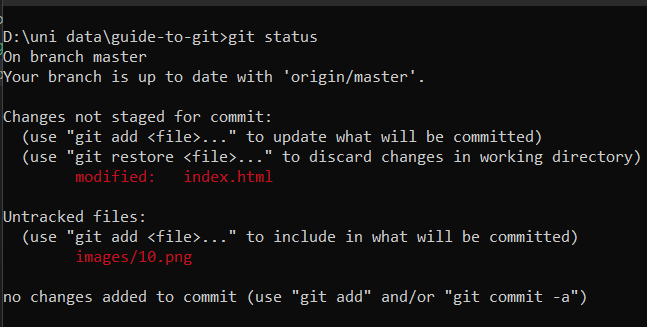 D:\uni data\guide-to-git>git status
On branch master
Your branch is up to date with 'origin/master'.
Changes not staged for commit:
(use "git add <file>..." to update what will be committed)
(use "git restore <file>..." to discard changes in working directory)
modified: index.html
Untracked files:
(use "git add <file>..." to include in what will be committed)
images/10.png
no changes added to commit (use "git add" and/or "git commit -a")